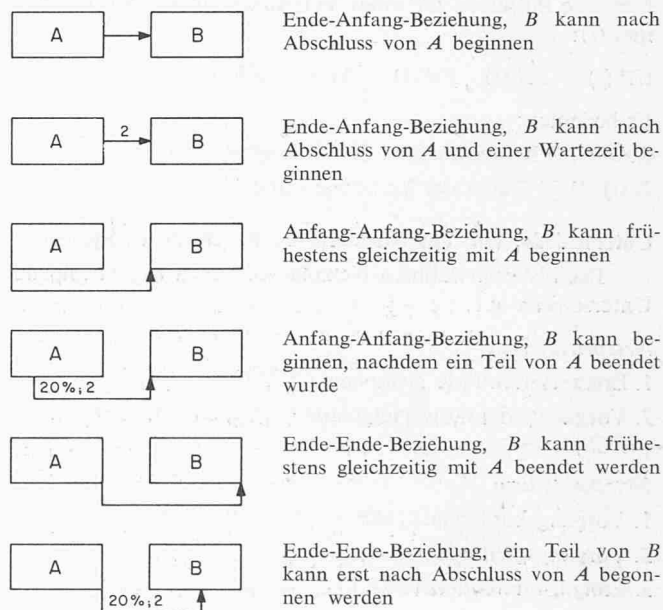 A B Ende-Anfang-Beziehung, B kann nach
Abschluss von A beginnen
A 2 B Ende-Anfang-Beziehung, B kann nach
Abschluss von A und einer Wartezeit be-
ginnen
A B Anfang-Anfang-Beziehung, B kann frü-
hestens gleichzeitig mit A beginnen
A B Anfang-Anfang-Beziehung, B kann be-
ginnen, nachdem ein Teil von A beendet
20%; 2 wurde
A B Ende-Ende-Beziehung, B kann frühe-
stens gleichzeitig mit A beendet werden
A B Ende-Ende-Beziehung, ein Teil von B
kann erst nach Abschluss von A begon-
20%; 2 nen werden